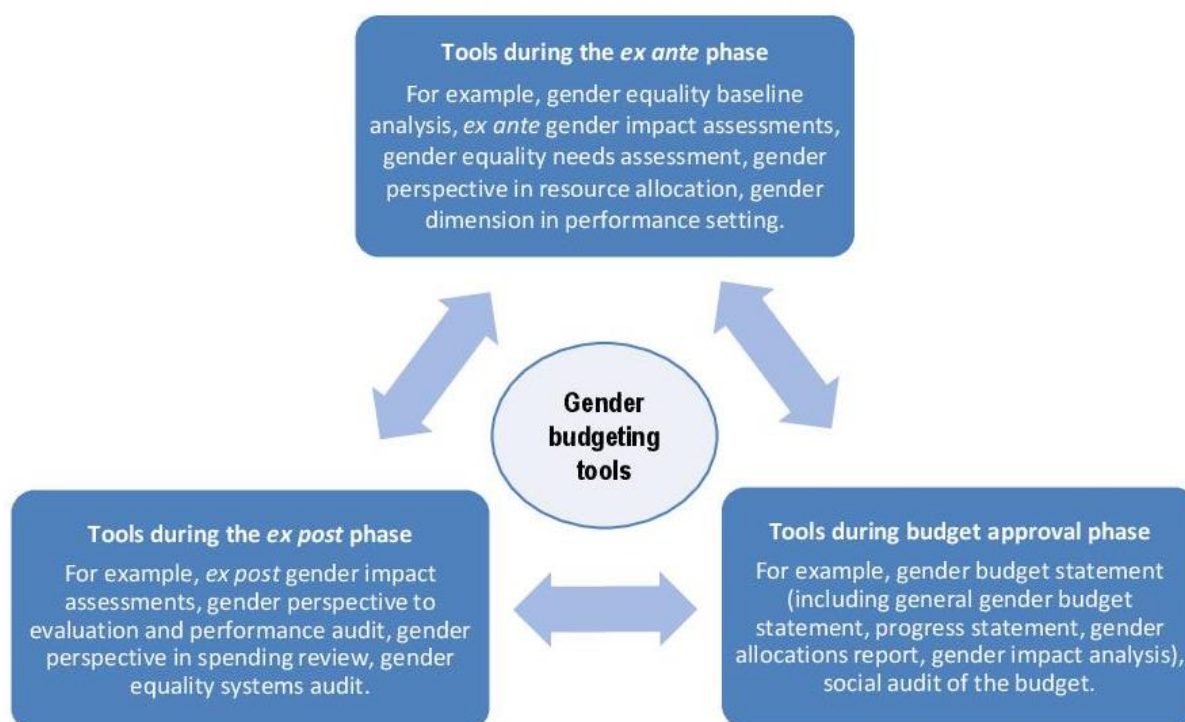 Tools during the ex ante phase
For example, gender equality baseline
analysis, ex ante gender impact assessments,
gender equality needs assessment, gender
perspective in resource allocation, gender
dimension in performance setting.
Gender
budgeting
tools
Tools during the ex post phase
For example, ex post gender impact
assessments, gender perspective to
evaluation and performance audit, gender
perspective in spending review, gender
equality systems audit.
Tools during budget approval phase
For example, gender budget statement
(including general gender budget
statement, progress statement, gender
allocations report, gender impact analysis),
social audit of the budget.